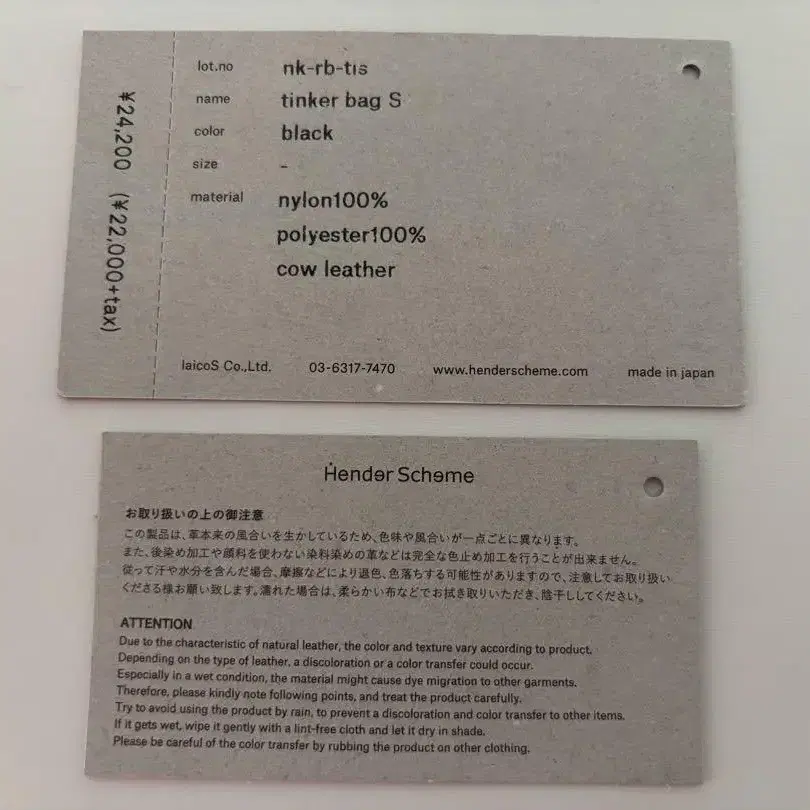 lot.no nk-rb-tis
name tinker bag S
color black
size -
material nylon100%
polyester100%
cow leather
¥24,200 (¥22,000+tax)
laicoS Co.,Ltd. 03-6317-7470 www.henderscheme.com made in japan
Hender Scheme
お取り扱いの上の御注意
この製品は、革本来の風合いを生かしているため、色味や風合いが一点ごとに異なります。
また、後染め加工や顔料を使わない染料染めの革などは完全な色止め加工を行うことが出来ません。
従って汗や水分を含んだ場合、摩擦などにより退色、色落ちする可能性がありますので、注意してお取り扱い
くださる様お願い致します。濡れた場合は、柔らかい布などでお拭き取りいただき、陰干ししてください。
ATTENTION
Due to the characteristic of natural leather, the color and texture vary according to product.
Depending on the type of leather, a discoloration or a color transfer could occur.
Especially in a wet condition, the material might cause dye migration to other garments.
Therefore, please kindly note following points, and treat the product carefully.
Try to avoid using the product by rain, to prevent a discoloration and color transfer to other items.
If it gets wet, wipe it gently with a lint-free cloth and let it dry in shade.
Please be careful of the color transfer by rubbing the product on other clothing.